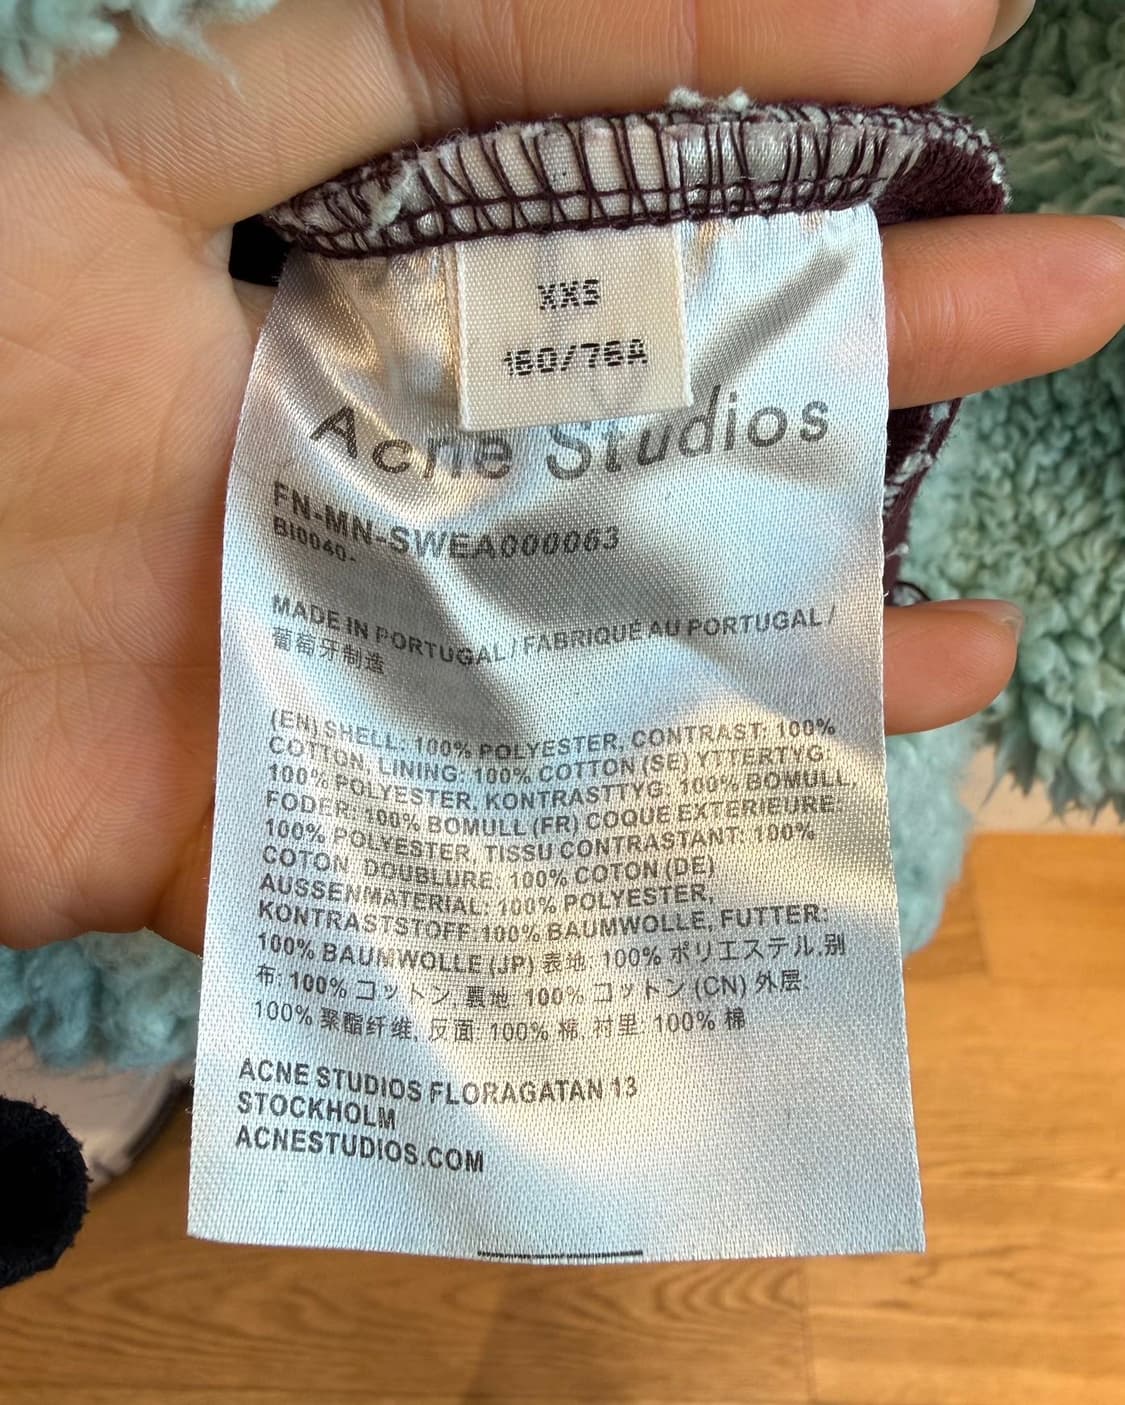 XXS
160/76A
Acne Studios
FN-MN-SWEA000063
BI0040-
MADE IN PORTUGAL / FABRIQUÉ AU PORTUGAL /
葡萄牙制造
(EN) SHELL: 100% POLYESTER, CONTRAST: 100%
COTTON, LINING: 100% COTTON (SE) YTTERTYG:
100% POLYESTER, KONTRASTTYG: 100% BOMULL,
FODER: 100% BOMULL (FR) COQUE EXTERIEURE:
100% POLYESTER, TISSU CONTRASTANT: 100%
COTON, DOUBLURE: 100% COTON (DE)
AUSSENMATERIAL: 100% POLYESTER,
KONTRASTSTOFF: 100% BAUMWOLLE, FUTTER:
100% BAUMWOLLE (JP) 表地: 100% ポリエステル, 別
布: 100% コットン, 裏地: 100% コットン (CN) 外层:
100% 聚酯纤维, 反面: 100% 棉, 衬里: 100% 棉
ACNE STUDIOS FLORAGATAN 13
STOCKHOLM
ACNESTUDIOS.COM